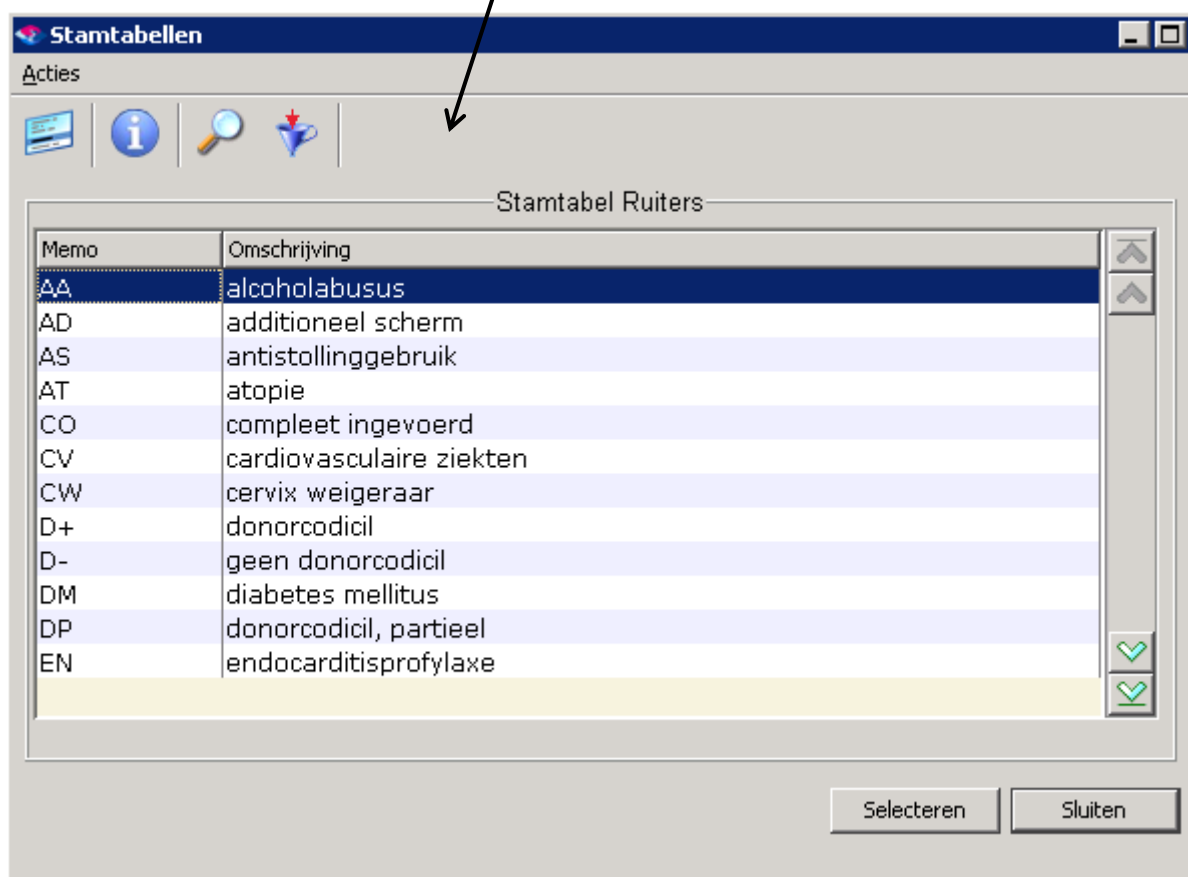 Stamtabellen
Acties
Stamtabel Ruiters
Memo Omschrijving
AA alcoholabusus
AD additioneel scherm
AS antistollinggebruik
AT atopie
CO compleet ingevoerd
CV cardiovasculaire ziekten
CW cervix weigeraar
D+ donorcodicil
D- geen donorcodicil
DM diabetes mellitus
DP donorcodicil, partieel
EN endocarditisprofylaxe
Selecteren Sluiten